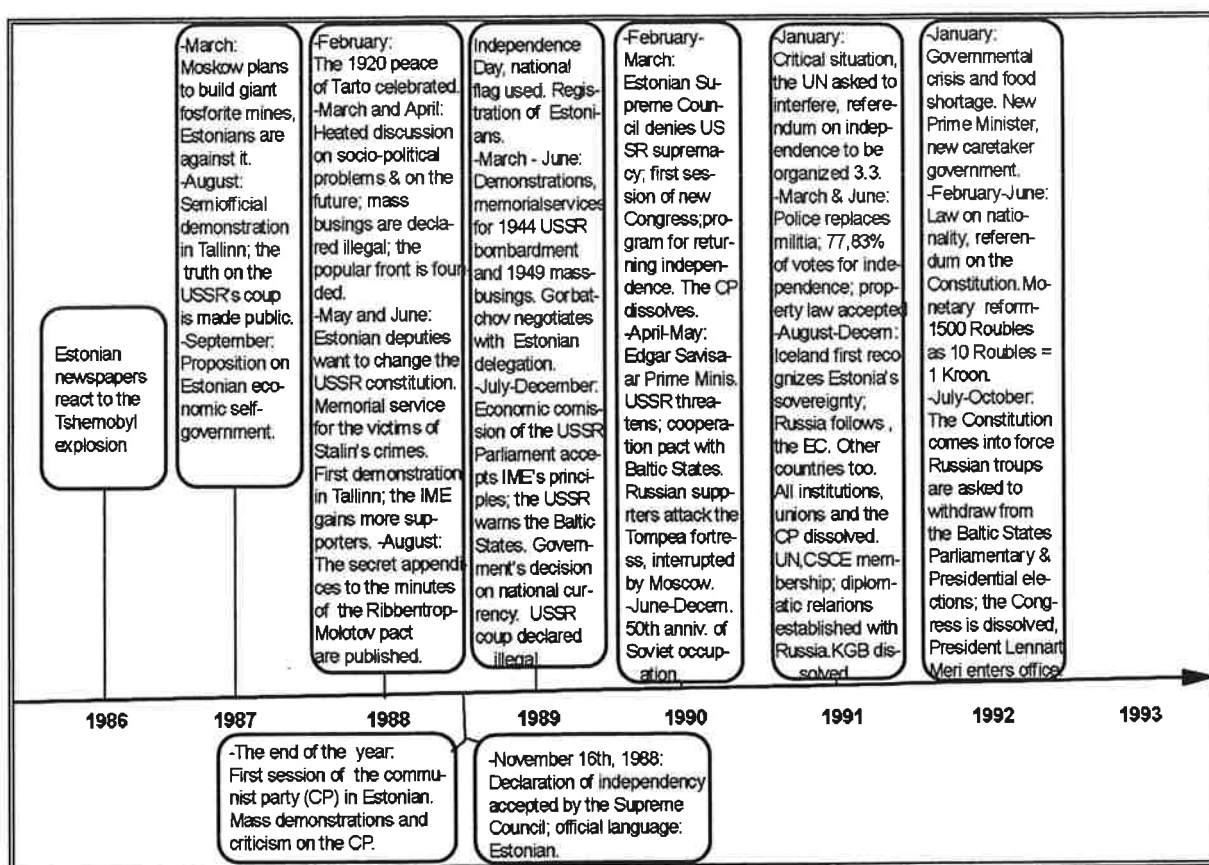 Estonian
newspapers
react to the
Tshernobyl
explosion
-March:
Moskow plans
to build giant
fosforite mines,
Estonians are
against it.
-August:
Semiofficial
demonstration
in Tallinn; the
truth on the
USSR's coup
is made public.
-September:
Proposition on
Estonian eco-
nomic self-
government.
-February:
The 1920 peace
of Tarto celebrated.
-March and April:
Heated discussion
on socio-political
problems & on the
future; mass
busings are decla-
red illegal; the
popular front is foun
ded.
-May and June:
Estonian deputies
want to change the
USSR constitution.
Memorial service
for the victims of
Stalin's crimes.
First demonstration
in Tallinn; the IME
gains more sup-
porters. -August:
The secret appendi
ces to the minutes
of the Ribbentrop-
Molotov pact
are published.
Independence
Day, national
flag used. Regis-
tration of Estoni-
ans.
-March - June:
Demonstrations,
memorialservices
for 1944 USSR
bombardment
and 1949 mass-
busings. Gorbat-
chov negotiates
with Estonian
delegation.
-July-December:
Economic comis-
sion of the USSR
Parliament acce-
pts IME's princi-
ples; the USSR
warns the Baltic
States. Govern-
ment's decision
on national cur-
rency. USSR
coup declared
illegal
-February-
March:
Estonian Su-
preme Coun-
cil denies US
SR suprema-
cy; first ses-
sion of new
Congress;pro-
gram for retur-
ning indepen-
dence. The CP
dissolves.
-April-May:
Edgar Savisa-
ar Prime Minis.
USSR threa-
tens; coopera-
tion pact with
Baltic States.
Russian suppo-
rters attack the
Tompea fortre-
ss, interrupted
by Moscow.
-June-Decem.
50th anniv. of
Soviet occup-
ation.
-January:
Critical situation,
the UN asked to
interfere, refere-
ndum on indep-
endence to be
organized 3.3.
-March & June:
Police replaces
militia; 77,83%
of votes for inde-
pendence; prop-
erty law accepted
-August-Decem:
Iceland first reco
gnizes Estonia's
sovereignty;
Russia follows ,
the EC. Other
countries too.
All institutions,
unions and the
CP dissolved.
UN,CSCE mem-
bership; diplom-
atic relarions
established with
Russia.KGB dis-
solved
-January:
Governmental
crisis and food
shortage. New
Prime Minister,
new caretaker
government.
-February-June:
Law on natio-
nality, referen-
dum on the
Constitution.Mo-
netary reform-
1500 Roubles
as 10 Roubles =
1 Kroon.
-July-October:
The Constitution
comes into force
Russian troups
are asked to
withdraw from
the Baltic States
Parliamentary &
Presidential ele-
ctions; the Cong-
ress is dissolved,
President Lennart
Meri enters office
1986 1987 1988 1989 1990 1991 1992 1993
-The end of the year:
First session of the commu-
nist party (CP) in Estonian.
Mass demonstrations and
criticism on the CP.
-November 16th, 1988:
Declaration of independency
accepted by the Supreme
Council; official language:
Estonian.